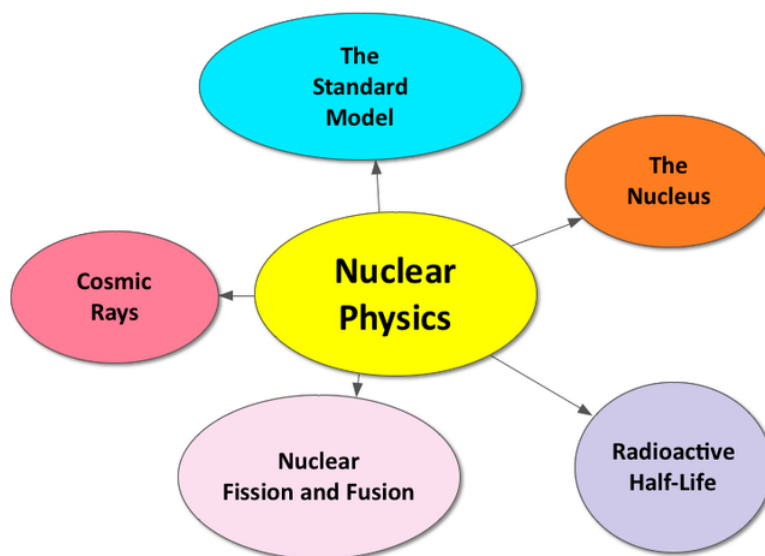 The
Standard
Model
The
Nucleus
Cosmic
Rays
Nuclear
Physics
Nuclear
Fission and Fusion
Radioactive
Half-Life